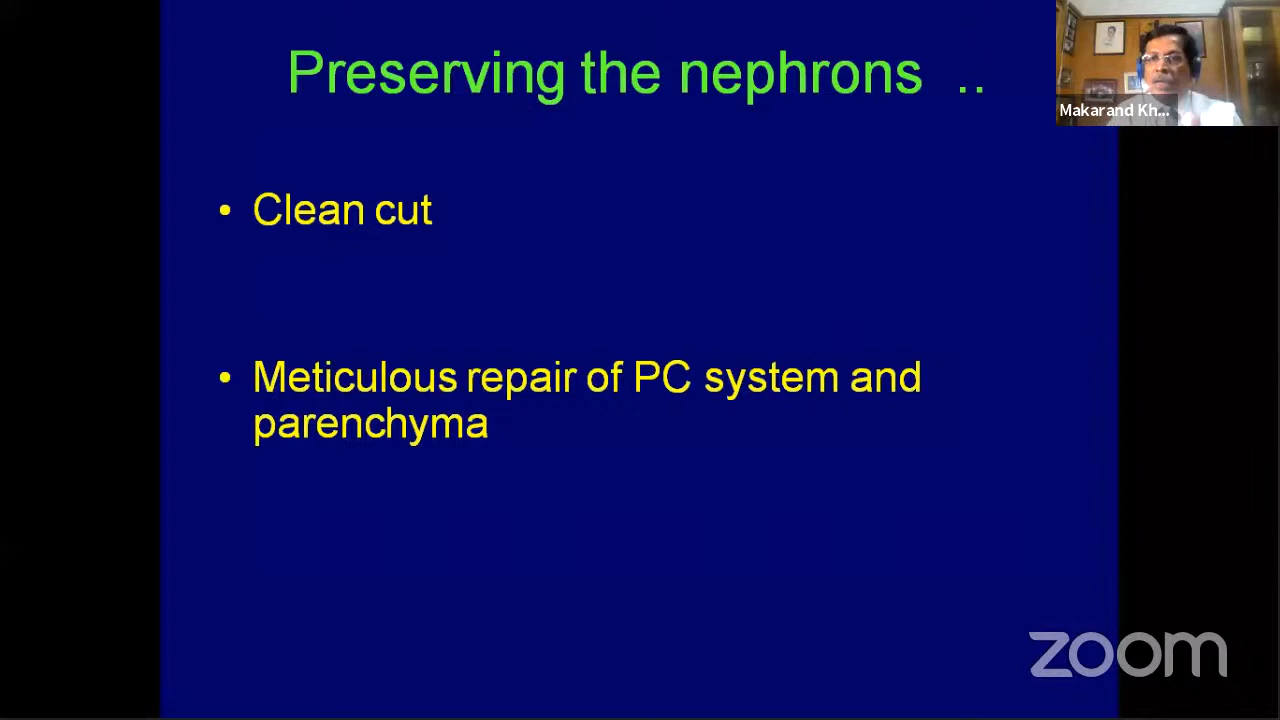 Preserving the nephrons ..
Makarand Kh...
• Clean cut
• Meticulous repair of PC system and
parenchyma
zoom